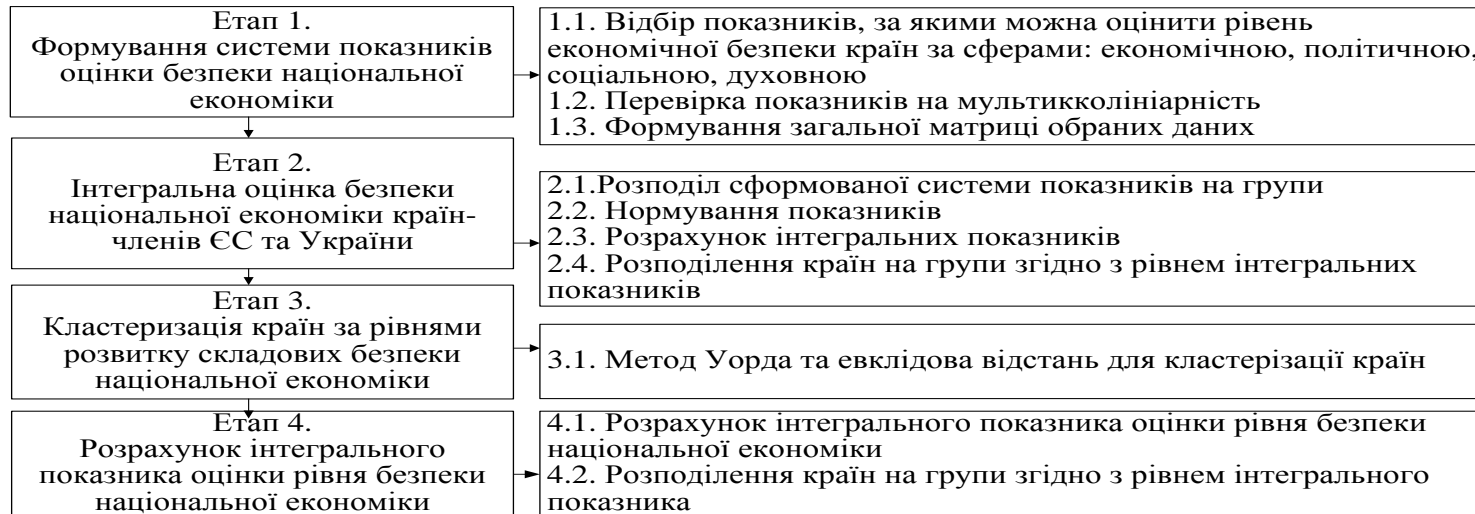 Етап 1.
Формування системи показників
оцінки безпеки національної
економіки
1.1. Відбір показників, за якими можна оцінити рівень
економічної безпеки країн за сферами: економічною, політичною,
соціальною, духовною
1.2. Перевірка показників на мультикколініарність
1.3. Формування загальної матриці обраних даних
Етап 2.
Інтегральна оцінка безпеки
національної економіки країн-
членів ЄС та України
2.1.Розподіл сформованої системи показників на групи
2.2. Нормування показників
2.3. Розрахунок інтегральних показників
2.4. Розподілення країн на групи згідно з рівнем інтегральних
показників
Етап 3.
Кластеризація країн за рівнями
розвитку складових безпеки
національної економіки
3.1. Метод Уорда та евклідова відстань для кластерізації країн
Етап 4.
Розрахунок інтегрального
показника оцінки рівня безпеки
національної економіки
4.1. Розрахунок інтегрального показника оцінки рівня безпеки
національної економіки
4.2. Розподілення країн на групи згідно з рівнем інтегрального
показника